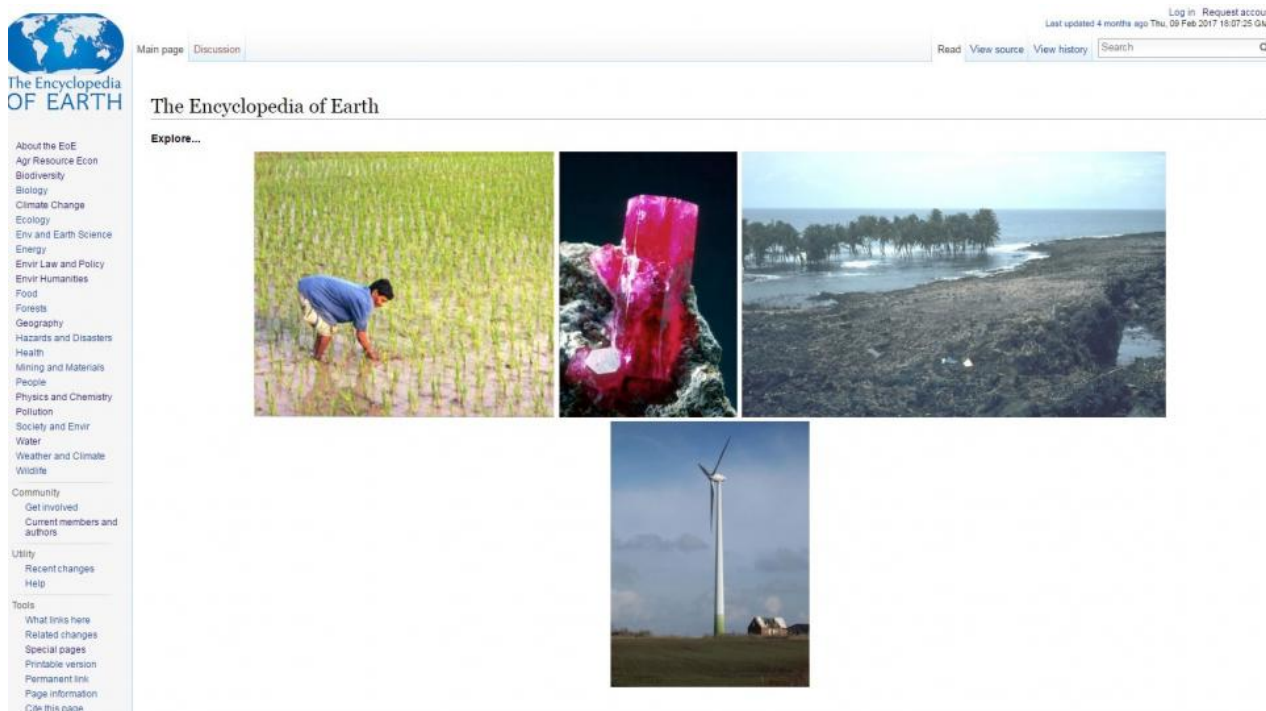 Log in Request accou
Last updated 4 months ago Thu, 09 Feb 2017 18:07:25 GM
Main page Discussion
Read View source View history Search
The Encyclopedia
OF EARTH
The Encyclopedia of Earth
Explore...
About the EoE
Agr Resource Econ
Biodiversity
Biology
Climate Change
Ecology
Env and Earth Science
Energy
Envir Law and Policy
Envir Humanities
Food
Forests
Geography
Hazards and Disasters
Health
Mining and Materials
People
Physics and Chemistry
Pollution
Society and Envir
Water
Weather and Climate
Wildlife
Community
Get involved
Current members and
authors
Utility
Recent changes
Help
Tools
What links here
Related changes
Special pages
Printable version
Permanent link
Page information
Cite this page